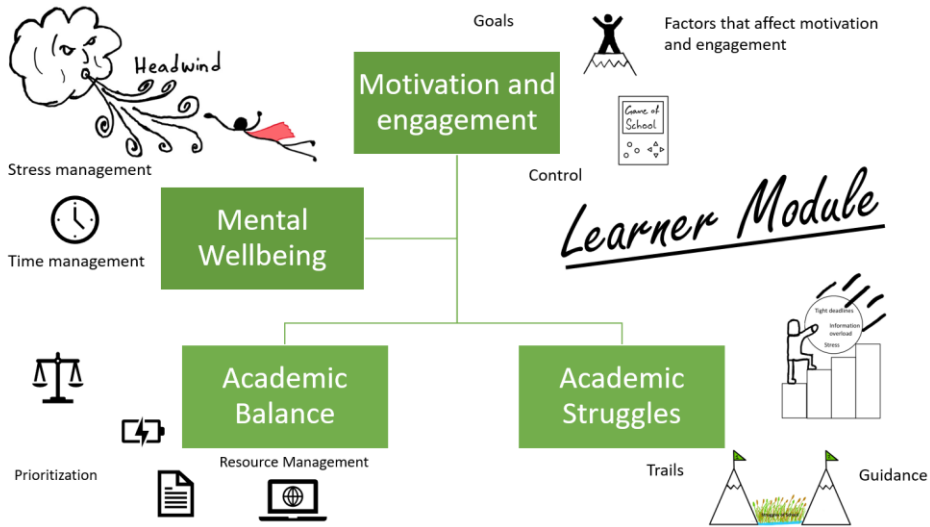 Goals
Factors that affect motivation
and engagement
Headwind
Motivation and
engagement
Game of
School
Stress management
Control
Mental
Wellbeing
Learner Module
Time management
Tight deadlines
Information
overload
Stress
Academic
Balance
Academic
Struggles
Prioritization
Resource Management
Trails
Guidance